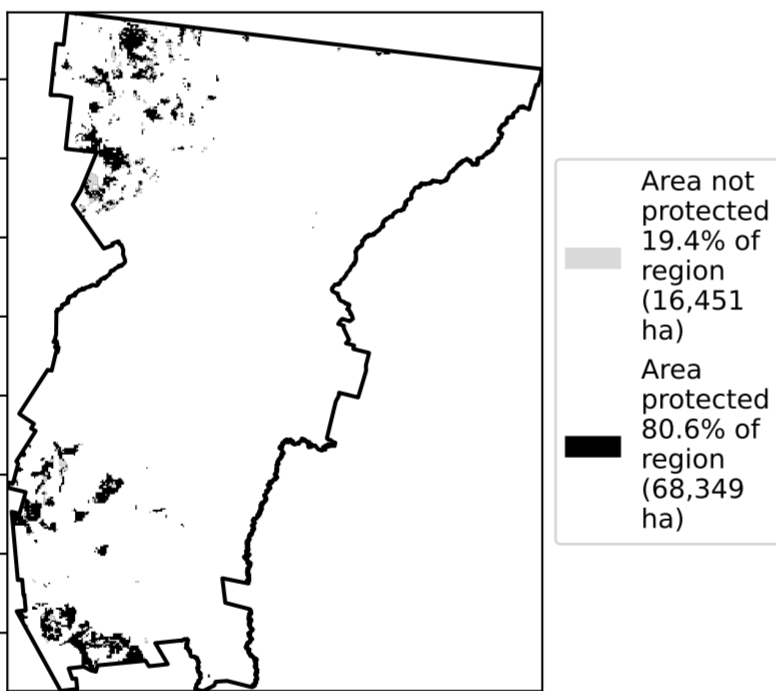 Area not
protected
19.4% of
region
(16,451
ha)
Area
protected
80.6% of
region
(68,349
ha)